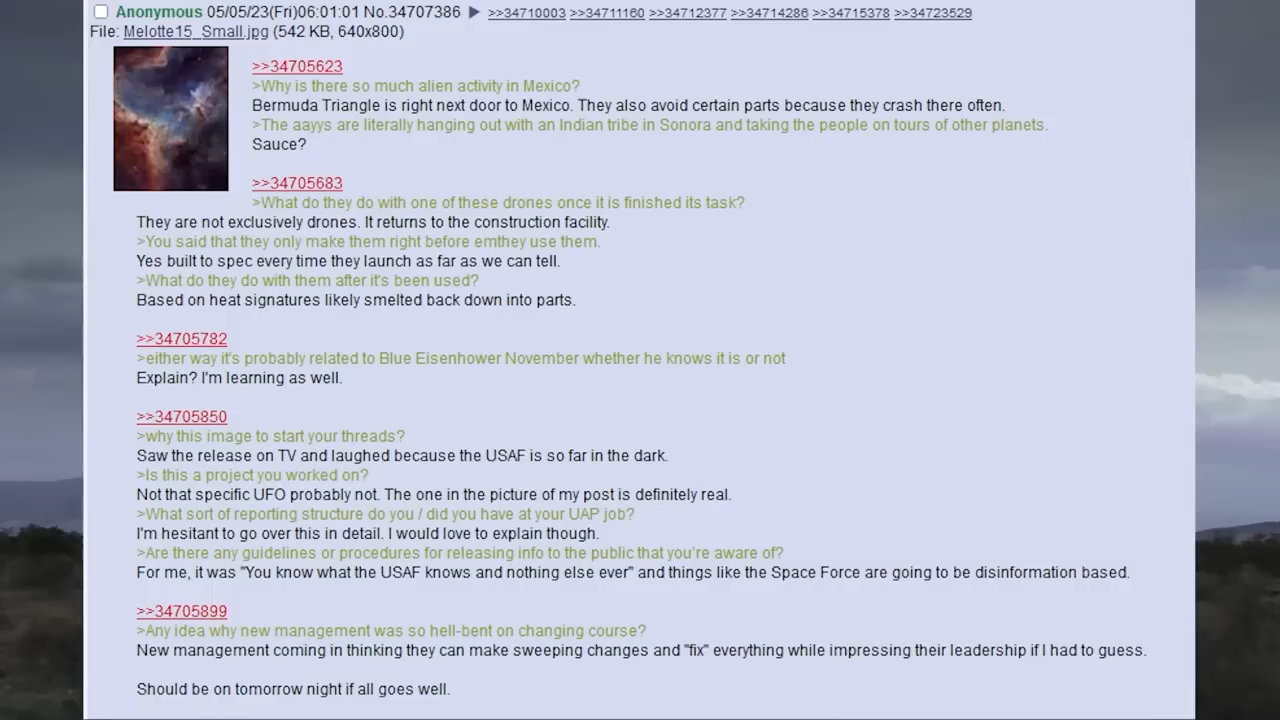 Anonymous 05/05/23(Fri)06:01:01 No.34707386 ▶ >>34710003 >>34711160 >>34712377 >>34714286 >>34715378 >>34723529
File: Melotte15_Small.jpg (542 KB, 640x800)
>>34705623
>Why is there so much alien activity in Mexico?
Bermuda Triangle is right next door to Mexico. They also avoid certain parts because they crash there often.
>The aayys are literally hanging out with an Indian tribe in Sonora and taking the people on tours of other planets.
Sauce?
>>34705683
>What do they do with one of these drones once it is finished its task?
They are not exclusively drones. It returns to the construction facility.
>You said that they only make them right before emthey use them.
Yes built to spec every time they launch as far as we can tell.
>What do they do with them after it's been used?
Based on heat signatures likely smelted back down into parts.
>>34705782
>either way it's probably related to Blue Eisenhower November whether he knows it is or not
Explain? I'm learning as well.
>>34705850
>why this image to start your threads?
Saw the release on TV and laughed because the USAF is so far in the dark.
>Is this a project you worked on?
Not that specific UFO probably not. The one in the picture of my post is definitely real.
>What sort of reporting structure do you / did you have at your UAP job?
I'm hesitant to go over this in detail. I would love to explain though.
>Are there any guidelines or procedures for releasing info to the public that you're aware of?
For me, it was "You know what the USAF knows and nothing else ever" and things like the Space Force are going to be disinformation based.
>>34705899
>Any idea why new management was so hell-bent on changing course?
New management coming in thinking they can make sweeping changes and "fix" everything while impressing their leadership if I had to guess.
Should be on tomorrow night if all goes well.